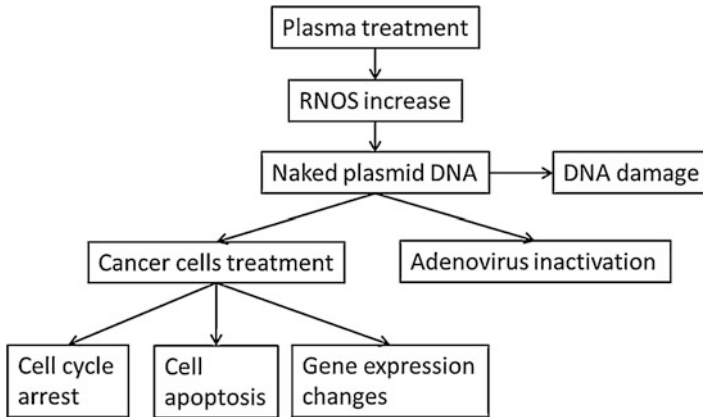 Plasma treatment
RNOS increase
Naked plasmid DNA
DNA damage
Cancer cells treatment
Adenovirus inactivation
Cell cycle
arrest
Cell
apoptosis
Gene expression
changes